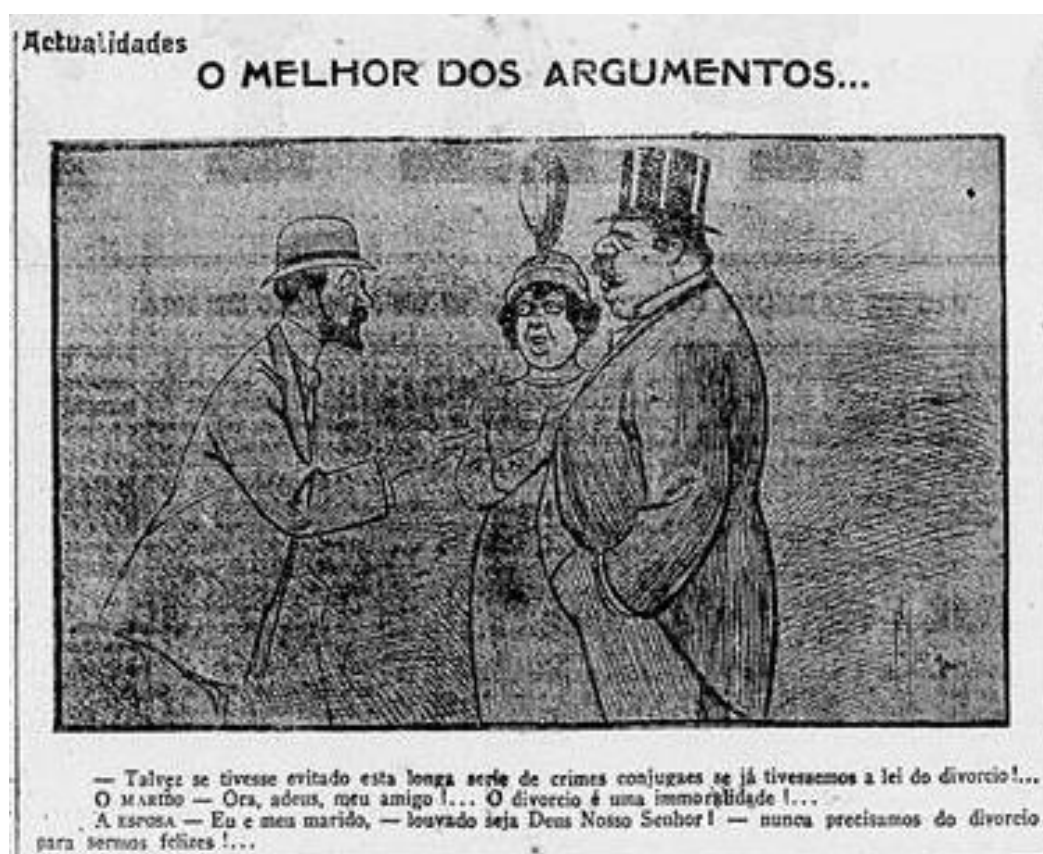 Actualidades
O MELHOR DOS ARGUMENTOS...
— Talvez se tivesse evitado esta longa serie de crimes conjugaes se já tivessemos a lei do divorcio!...
O MARIDO — Ora, adeus, meu amigo!... O divorcio é uma immoralidade!...
A ESPOSA — Eu e meu marido, — louvado seja Deus Nosso Senhor! — nunca precisamos do divorcio
para sermos felizes!...